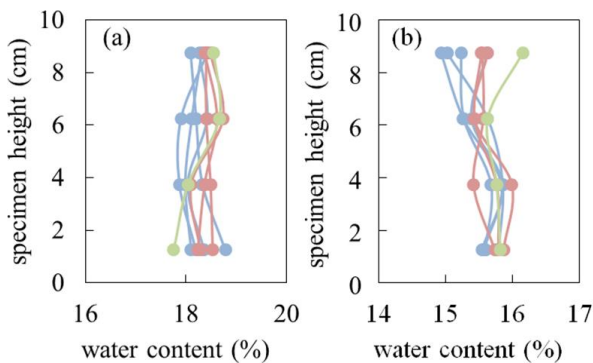 (a)
specimen height (cm)
10
8
6
4
2
0
16 18 20
water content (%)
(b)
specimen height (cm)
10
8
6
4
2
0
14 15 16 17
water content (%)